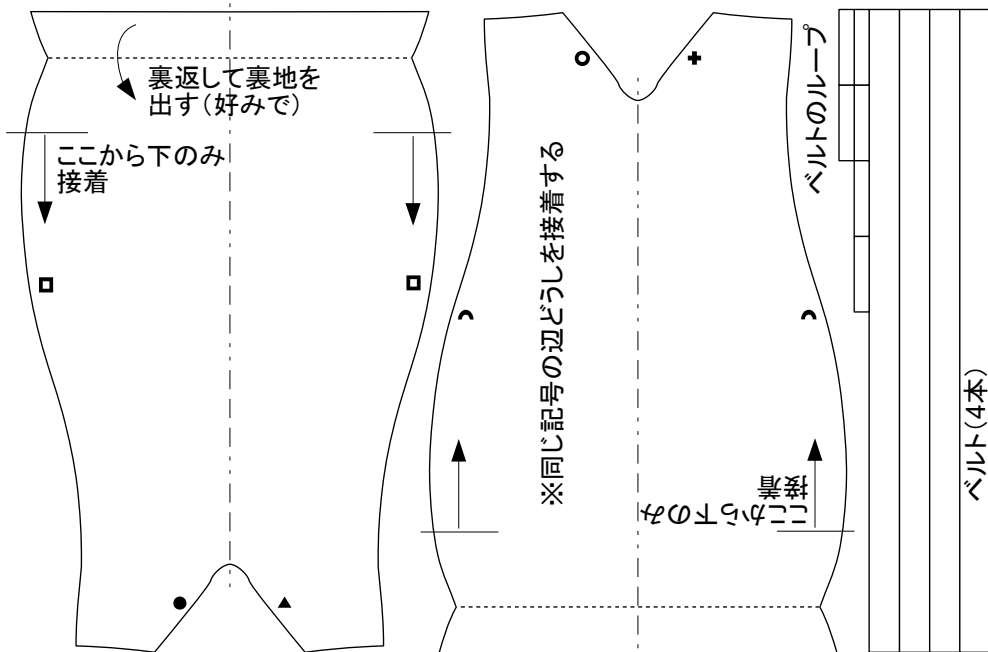 裏返して裏地を
出す（好みで）
ここから下のみ
接着
※同じ記号の辺どうしを接着する
ここから下のみ
接着
ベルトのループ
ベルト（4本）